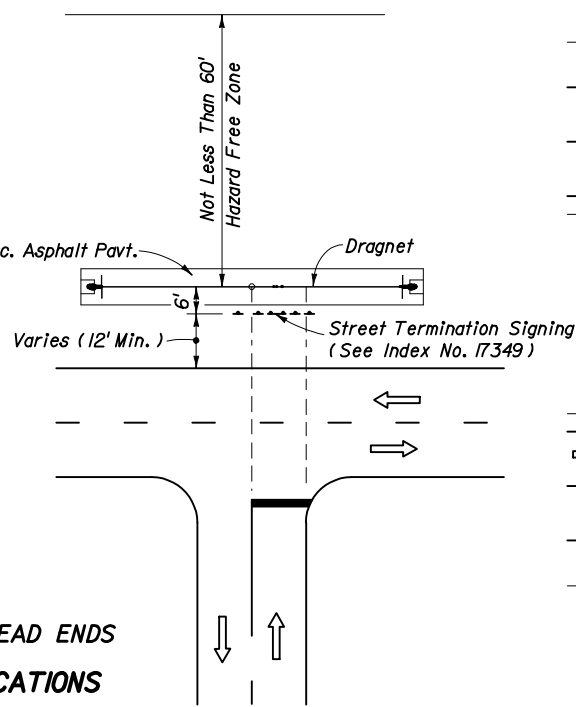 Not Less Than 60'
Hazard Free Zone
c. Asphalt Pavt.
Dragnet
6'
Varies (12' Min.)
Street Termination Signing
(See Index No. 17349)
EAD ENDS
CATIONS